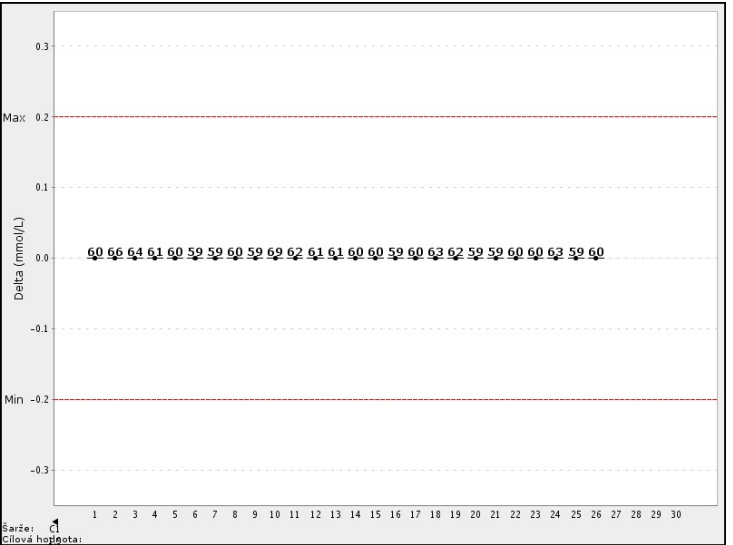 0.3
Max 0.2
0.1
60 66 64 61 60 59 59 60 59 69 62 61 61 60 60 59 60 63 62 59 59 60 60 63 59 60
0.0
Delta (mmol/L)
-0.1
Min -0.2
-0.3
1 2 3 4 5 6 7 8 9 10 11 12 13 14 15 16 17 18 19 20 21 22 23 24 25 26 27 28 29 30
Šarže: C1
Cílová hodnota: